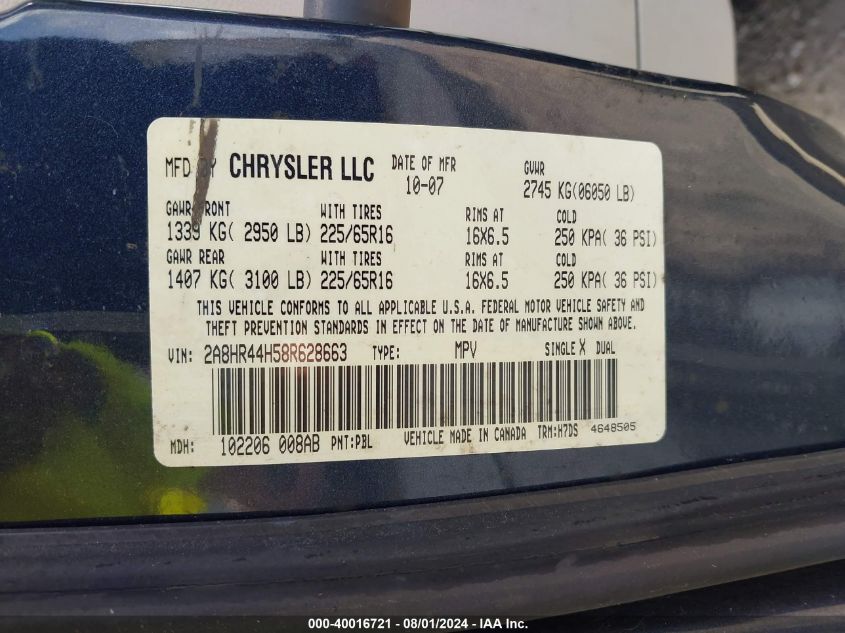 MFD BY CHRYSLER LLC DATE OF MFR 10-07 GVWR 2745 KG(06050 LB)
GAWR FRONT WITH TIRES RIMS AT COLD
1339 KG( 2950 LB) 225/65R16 16X6.5 250 KPA( 36 PSI)
GAWR REAR WITH TIRES RIMS AT COLD
1407 KG( 3100 LB) 225/65R16 16X6.5 250 KPA( 36 PSI)
THIS VEHICLE CONFORMS TO ALL APPLICABLE U.S.A. FEDERAL MOTOR VEHICLE SAFETY AND
THEFT PREVENTION STANDARDS IN EFFECT ON THE DATE OF MANUFACTURE SHOWN ABOVE.
VIN: 2A8HR44H58R628663 TYPE: MPV SINGLE X DUAL
MDH: 102206 008AB PNT:PBL VEHICLE MADE IN CANADA TRM:H7DS 4648505
000-40016721 - 08/01/2024 - IAA Inc.